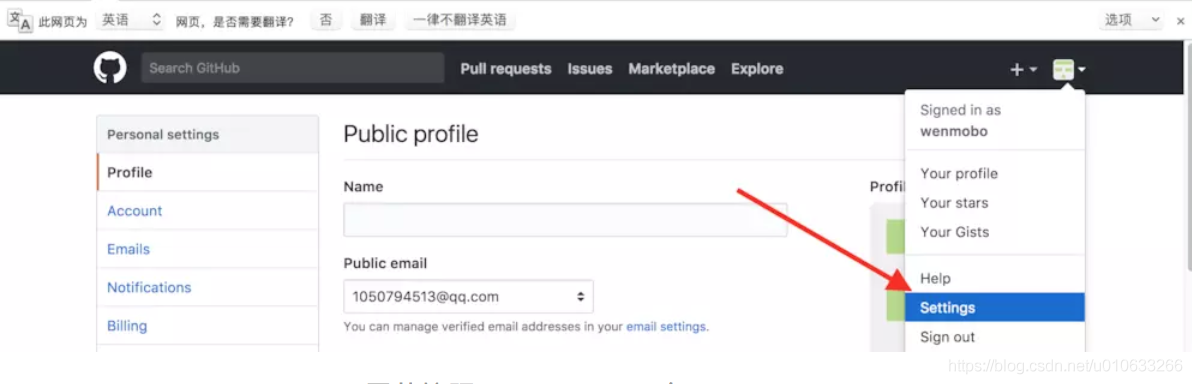 此网页为 英语 网页，是否需要翻译? 否 翻译 一律不翻译英语 选项
Search GitHub Pull requests Issues Marketplace Explore
Signed in as
wenmobo
Your profile
Your stars
Your Gists
Help
Settings
Sign out
Personal settings
Profile
Account
Emails
Notifications
Billing
Public profile
Name
Public email
1050794513@qq.com
You can manage verified email addresses in your email settings.
Profi
https://blog.csdn.net/u010633266